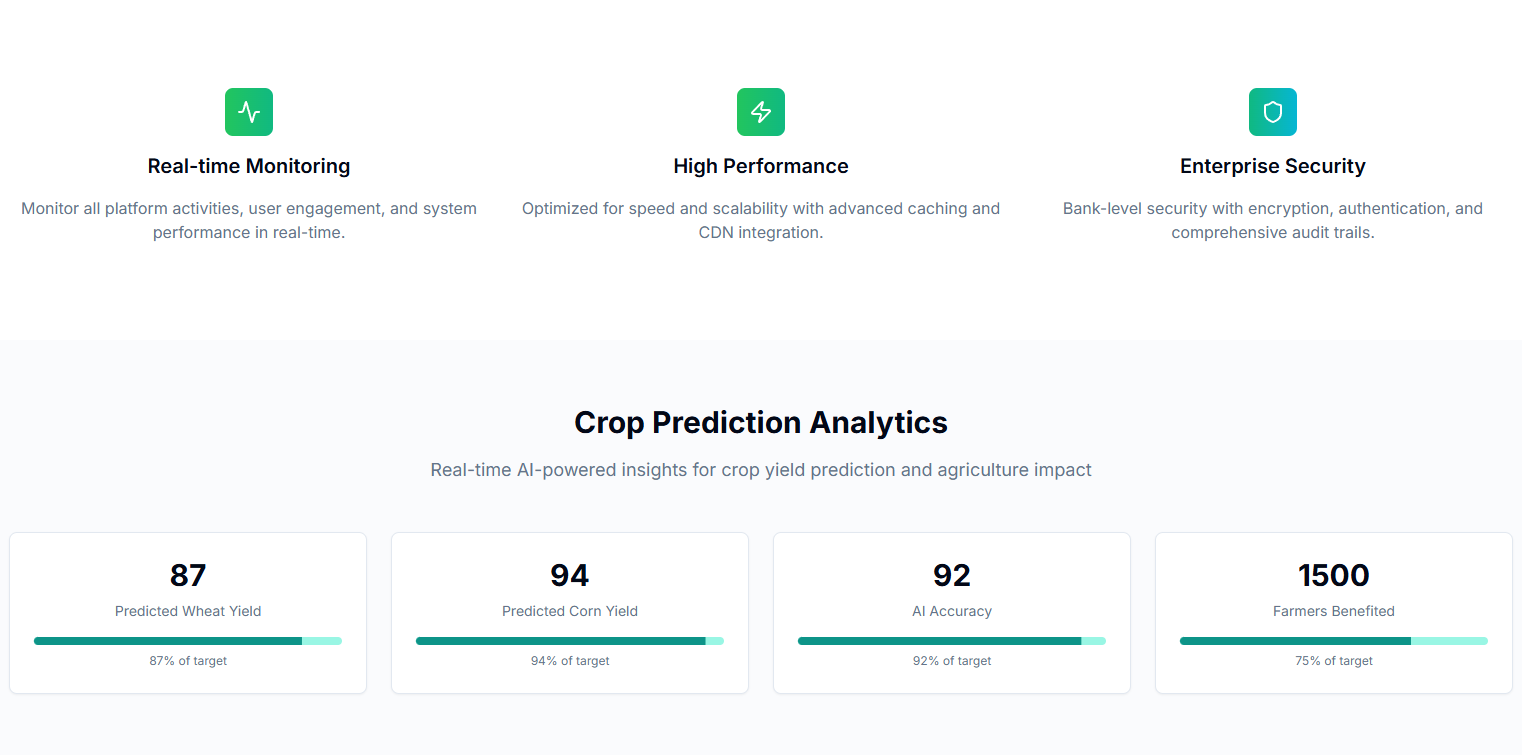 Real-time Monitoring
Monitor all platform activities, user engagement, and system
performance in real-time.
High Performance
Optimized for speed and scalability with advanced caching and
CDN integration.
Enterprise Security
Bank-level security with encryption, authentication, and
comprehensive audit trails.
Crop Prediction Analytics
Real-time AI-powered insights for crop yield prediction and agriculture impact
87
Predicted Wheat Yield
87% of target
94
Predicted Corn Yield
94% of target
92
AI Accuracy
92% of target
1500
Farmers Benefited
75% of target